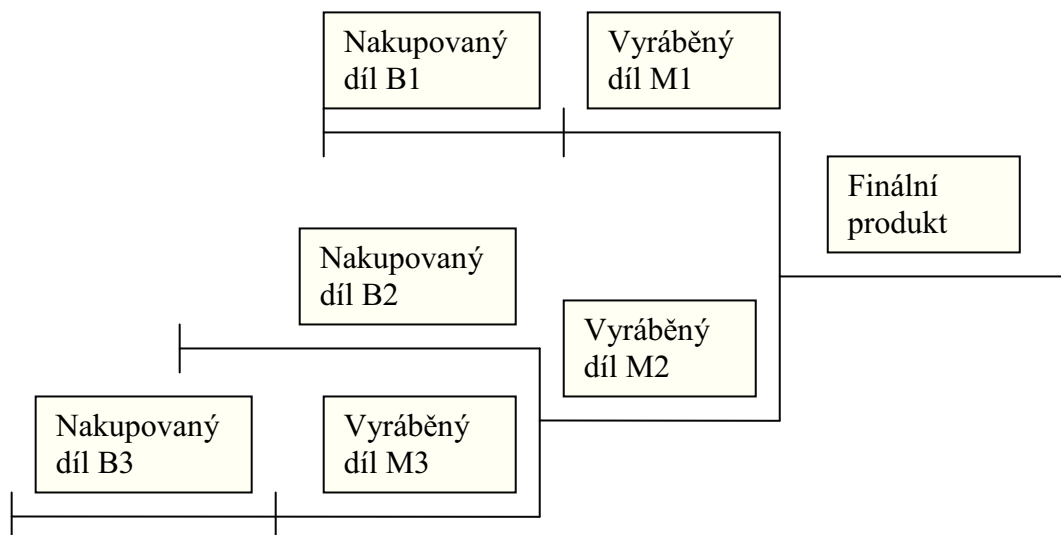 Nakupovaný
díl B1
Vyráběný
díl M1
Finální
produkt
Nakupovaný
díl B2
Vyráběný
díl M2
Nakupovaný
díl B3
Vyráběný
díl M3